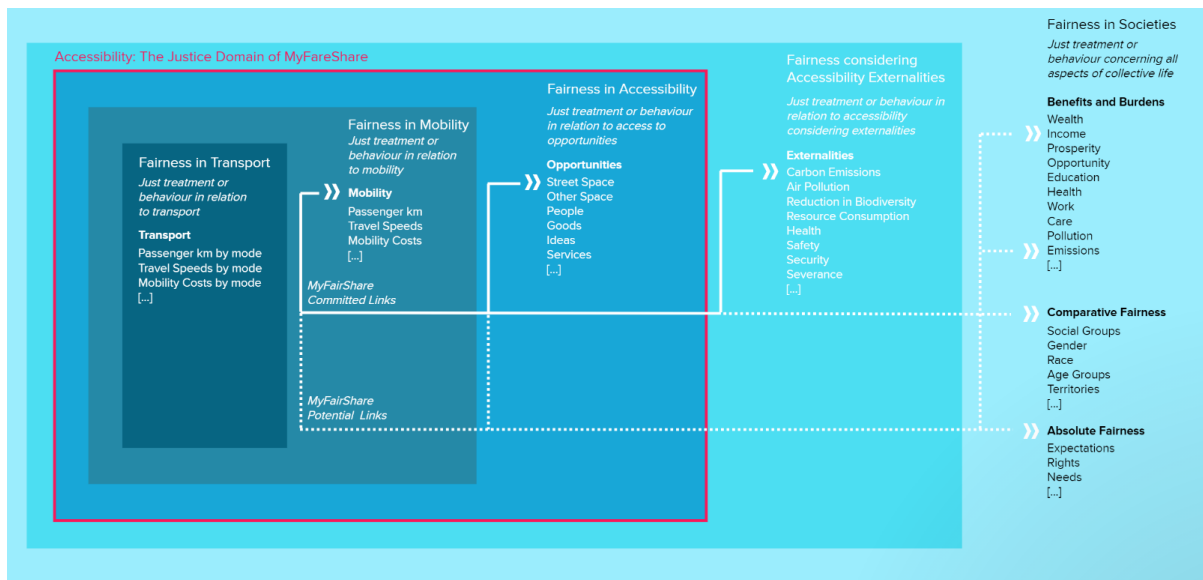 Accessibility: The Justice Domain of MyFareShare
Fairness in Transport
Just treatment or
behaviour in relation
to transport
Transport
Passenger km by mode
Travel Speeds by mode
Mobility Costs by mode
[...]
Fairness in Mobility
Just treatment or
behaviour in relation
to mobility
Mobility
Passenger km
Travel Speeds
Mobility Costs
[...]
MyFairShare
Committed Links
MyFairShare
Potential Links
Fairness in Accessibility
Just treatment or behaviour
in relation to access to
opportunities
Opportunities
Street Space
Other Space
People
Goods
Ideas
Services
[...]
Fairness considering
Accessibility Externalities
Just treatment or behaviour in
relation to accessibility
considering externalities
Externalities
Carbon Emissions
Air Pollution
Reduction in Biodiversity
Resource Consumption
Health
Safety
Security
Severance
[...]
Fairness in Societies
Just treatment or
behaviour concerning all
aspects of collective life
Benefits and Burdens
Wealth
Income
Prosperity
Opportunity
Education
Health
Work
Care
Pollution
Emissions
[...]
Comparative Fairness
Social Groups
Gender
Race
Age Groups
Territories
[...]
Absolute Fairness
Expectations
Rights
Needs
[...]